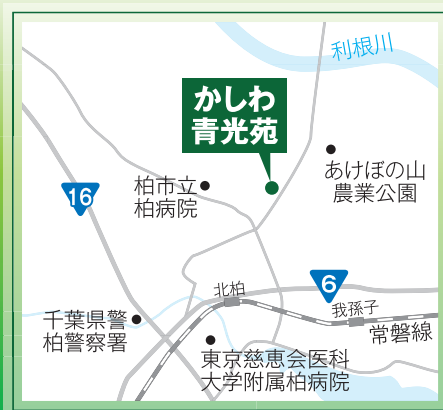 利根川
かしわ
青光苑
あけぼの山
農業公園
柏市立
柏病院
16
北柏
6
我孫子
常磐線
千葉県警
柏警察署
東京慈恵会医科
大学附属柏病院